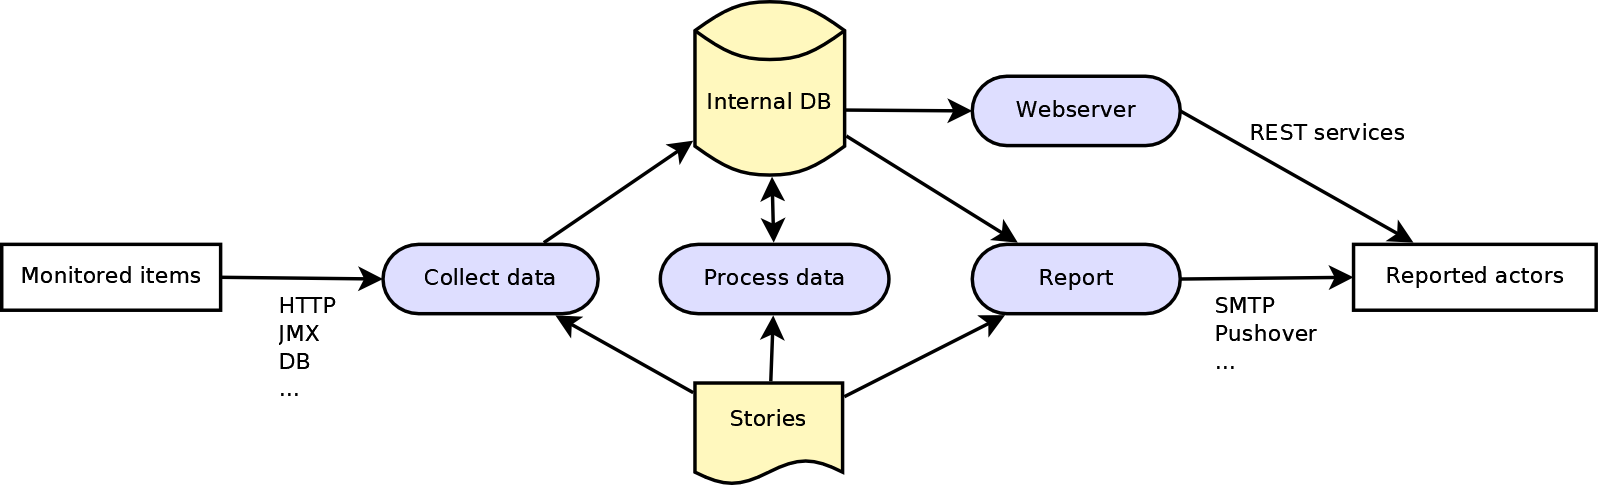 Internal DB
Webserver
REST services
Monitored items
Collect data
Process data
Report
Reported actors
HTTP
JMX
DB
...
SMTP
Pushover
...
Stories